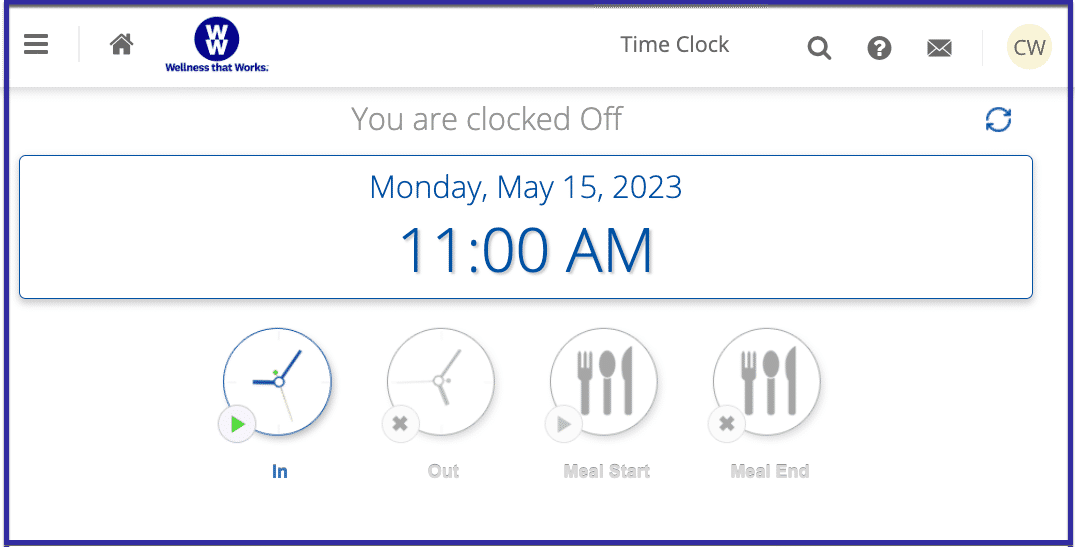 W
W
Wellness that Works.
Time Clock
CW
You are clocked Off
Monday, May 15, 2023
11:00 AM
In
Out
Meal Start
Meal End